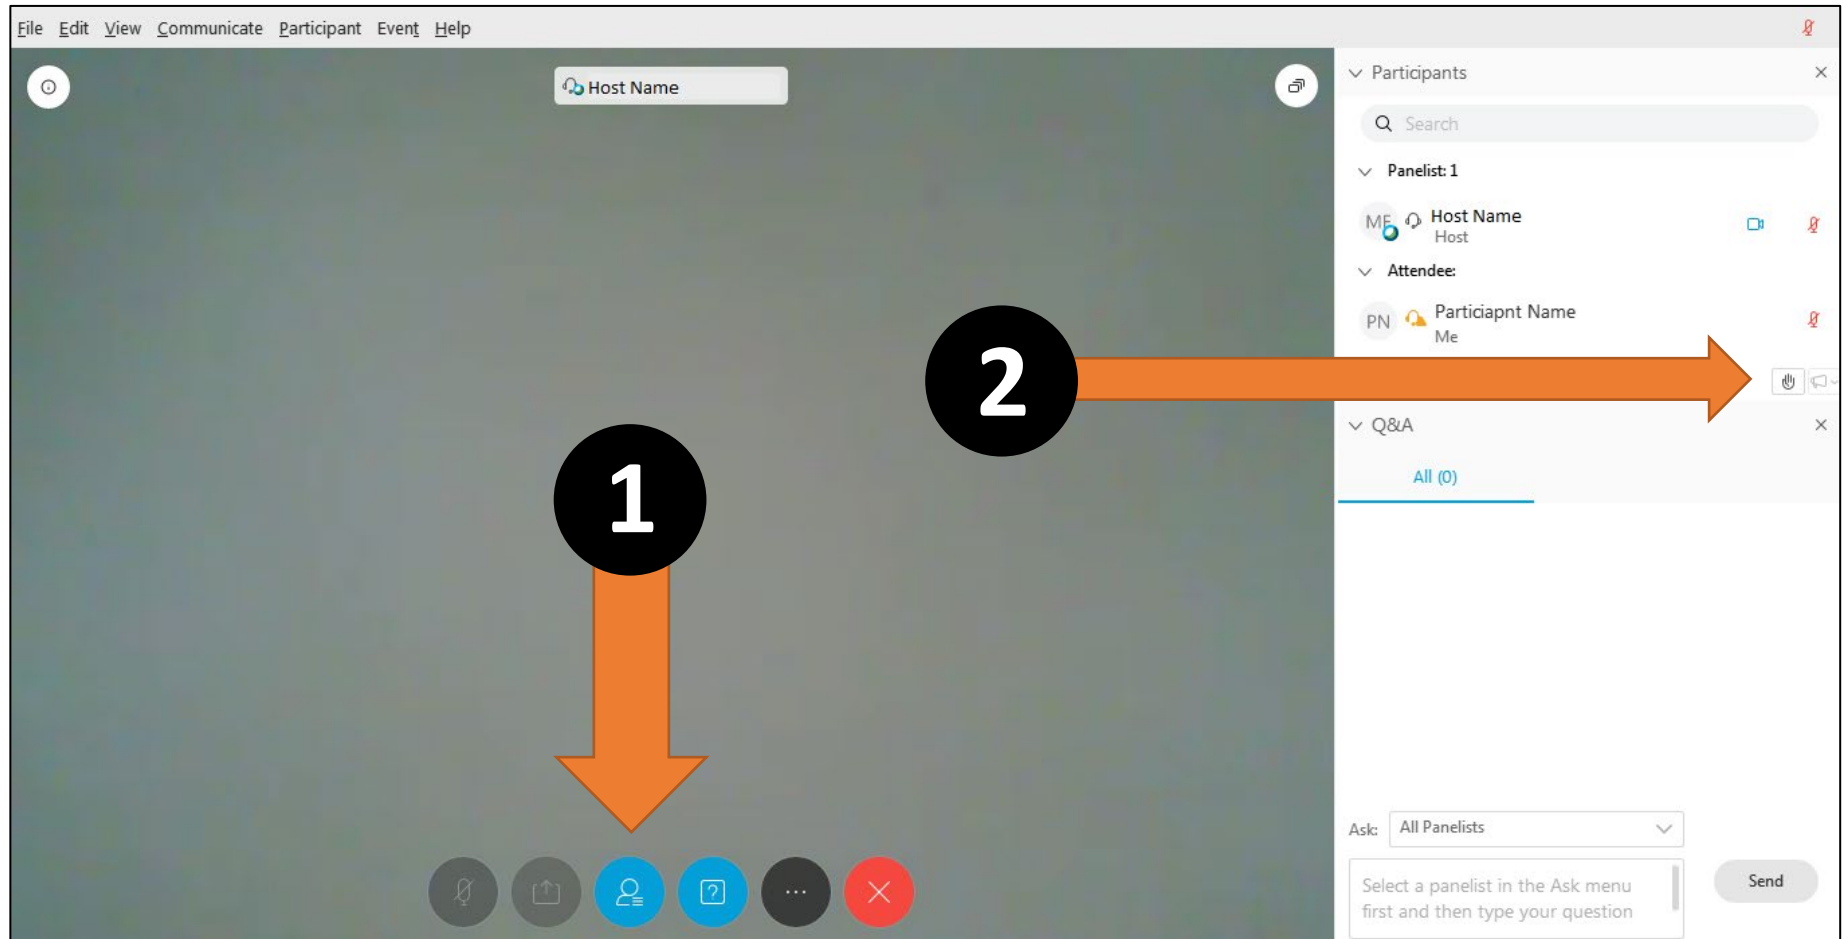 File Edit View Communicate Participant Event Help
Host Name
Participants
Search
Panelist: 1
MF
Host Name
Host
Attendee:
PN
Particiapnt Name
Me
2
1
Q&A
All (0)
Ask:
All Panelists
Select a panelist in the Ask menu
first and then type your question
Send
?